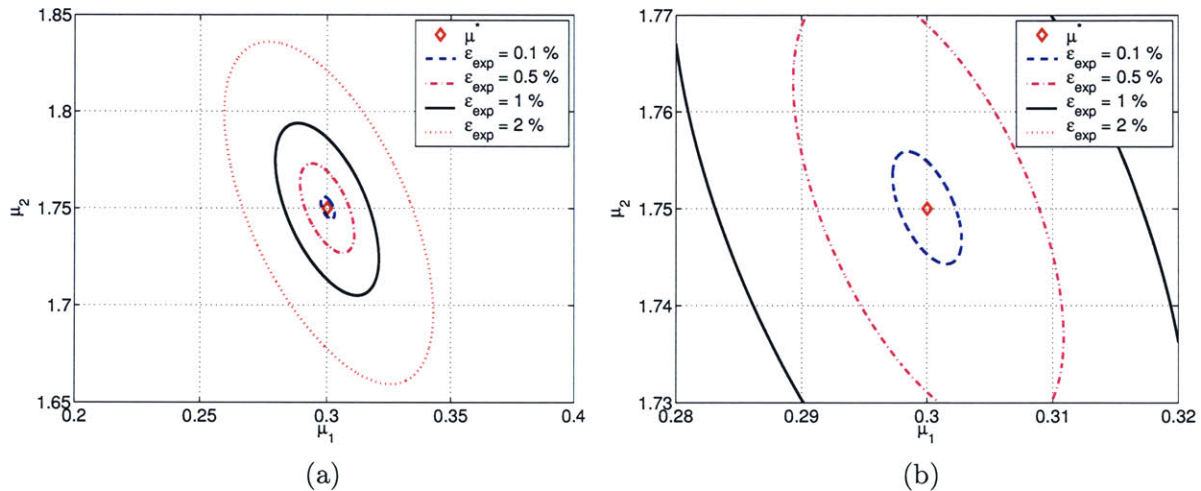 1.85
1.8
1.75
1.7
1.65
0.2
0.25
0.3
0.35
0.4
μ₂
μ₁
μ*
ε_exp = 0.1 %
ε_exp = 0.5 %
ε_exp = 1 %
ε_exp = 2 %
(a)
1.77
1.76
1.750
1.74
1.73
0.28
0.29
0.3
0.31
0.32
μ₂
μ₁
μ*
ε_exp = 0.1 %
ε_exp = 0.5 %
ε_exp = 1 %
ε_exp = 2 %
(b)